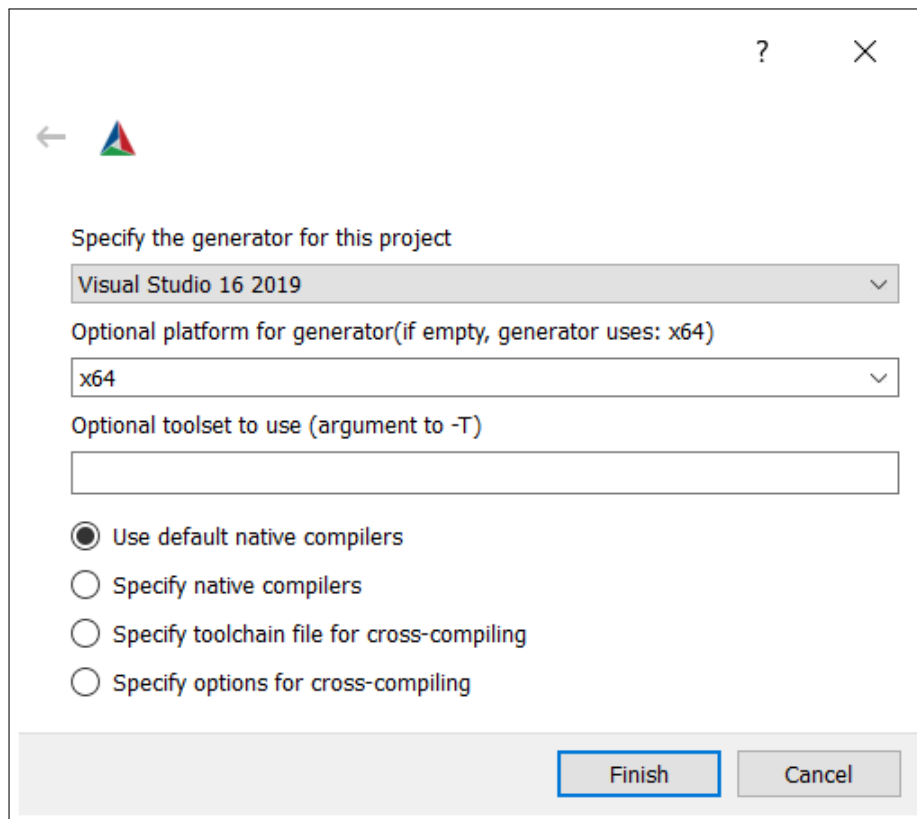 ?
Specify the generator for this project
Visual Studio 16 2019
Optional platform for generator(if empty, generator uses: x64)
x64
Optional toolset to use (argument to -T)
Use default native compilers
Specify native compilers
Specify toolchain file for cross-compiling
Specify options for cross-compiling
Finish Cancel